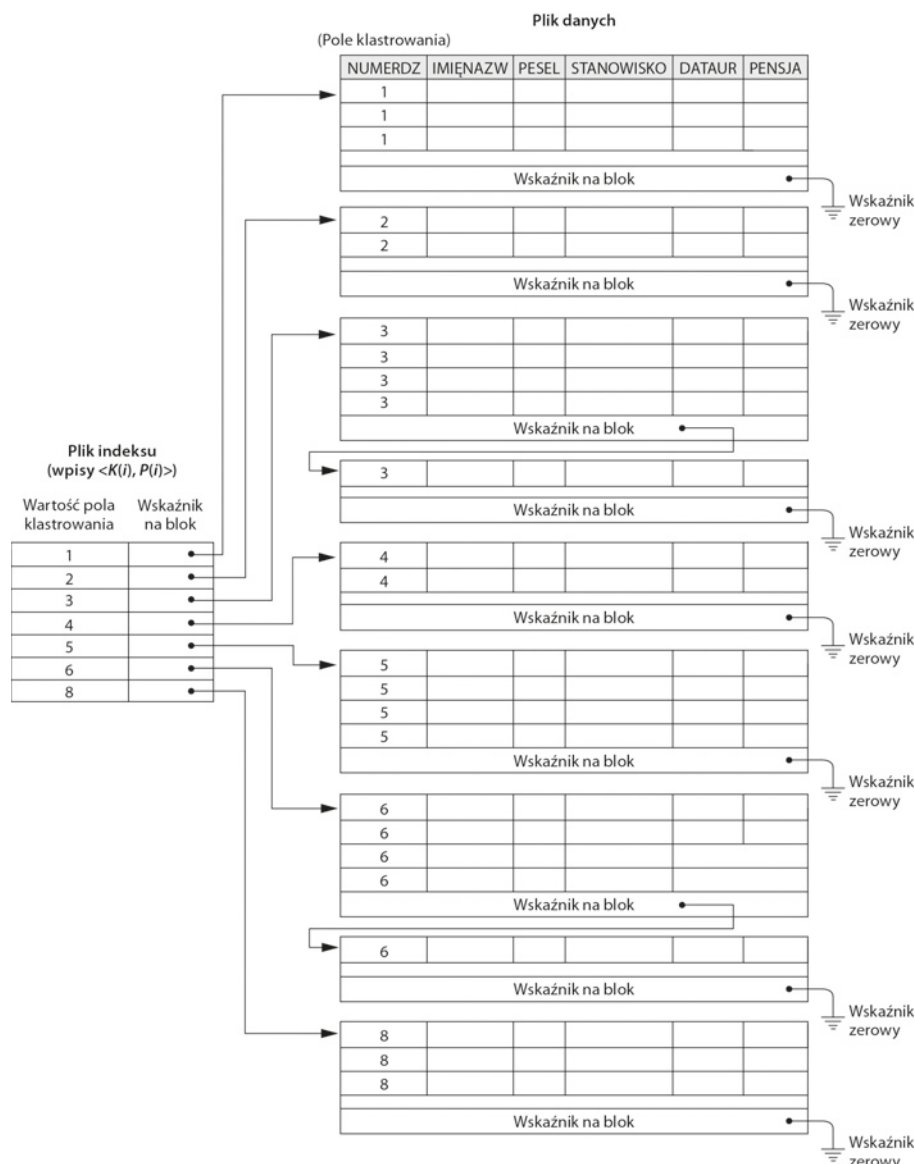 Plik danych
(Pole klastrowania)
NUMERDZ IMIĘNAZW PESEL STANOWISKO DATAUR PENSJA
1
1
1
Wskaźnik na blok
Wskaźnik
zerowy
2
2
Wskaźnik na blok
Wskaźnik
zerowy
3
3
3
3
Wskaźnik na blok
3
Wskaźnik na blok
Wskaźnik
zerowy
Plik indeksu
(wpisy <K(i), P(i)>)
Wartość pola klastrowania
Wskaźnik na blok
1
2
3
4
5
6
8
4
4
Wskaźnik na blok
Wskaźnik
zerowy
5
5
5
5
Wskaźnik na blok
Wskaźnik
zerowy
6
6
6
6
Wskaźnik na blok
6
Wskaźnik na blok
Wskaźnik
zerowy
8
8
8
Wskaźnik na blok
Wskaźnik
zerowy